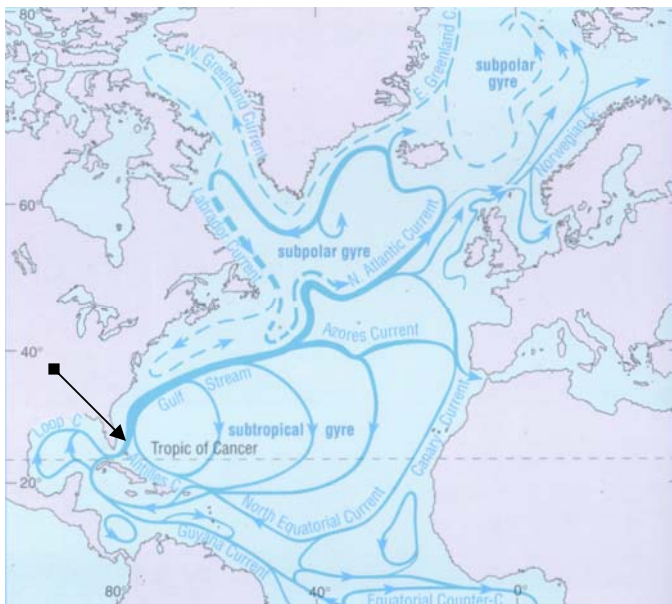 W. Greenland Current
E. Greenland C.
subpolar
gyre
Norwegian C.
60°
Labrador Current
subpolar gyre
N. Atlantic Current
40°
Azores Current
Gulf Stream
Loop C
subtropical gyre
Canary Current
Tropic of Cancer
Antilles C.
20°
North Equatorial Current
Guyana Current
80°
40°
0°
Equatorial Counter-C.